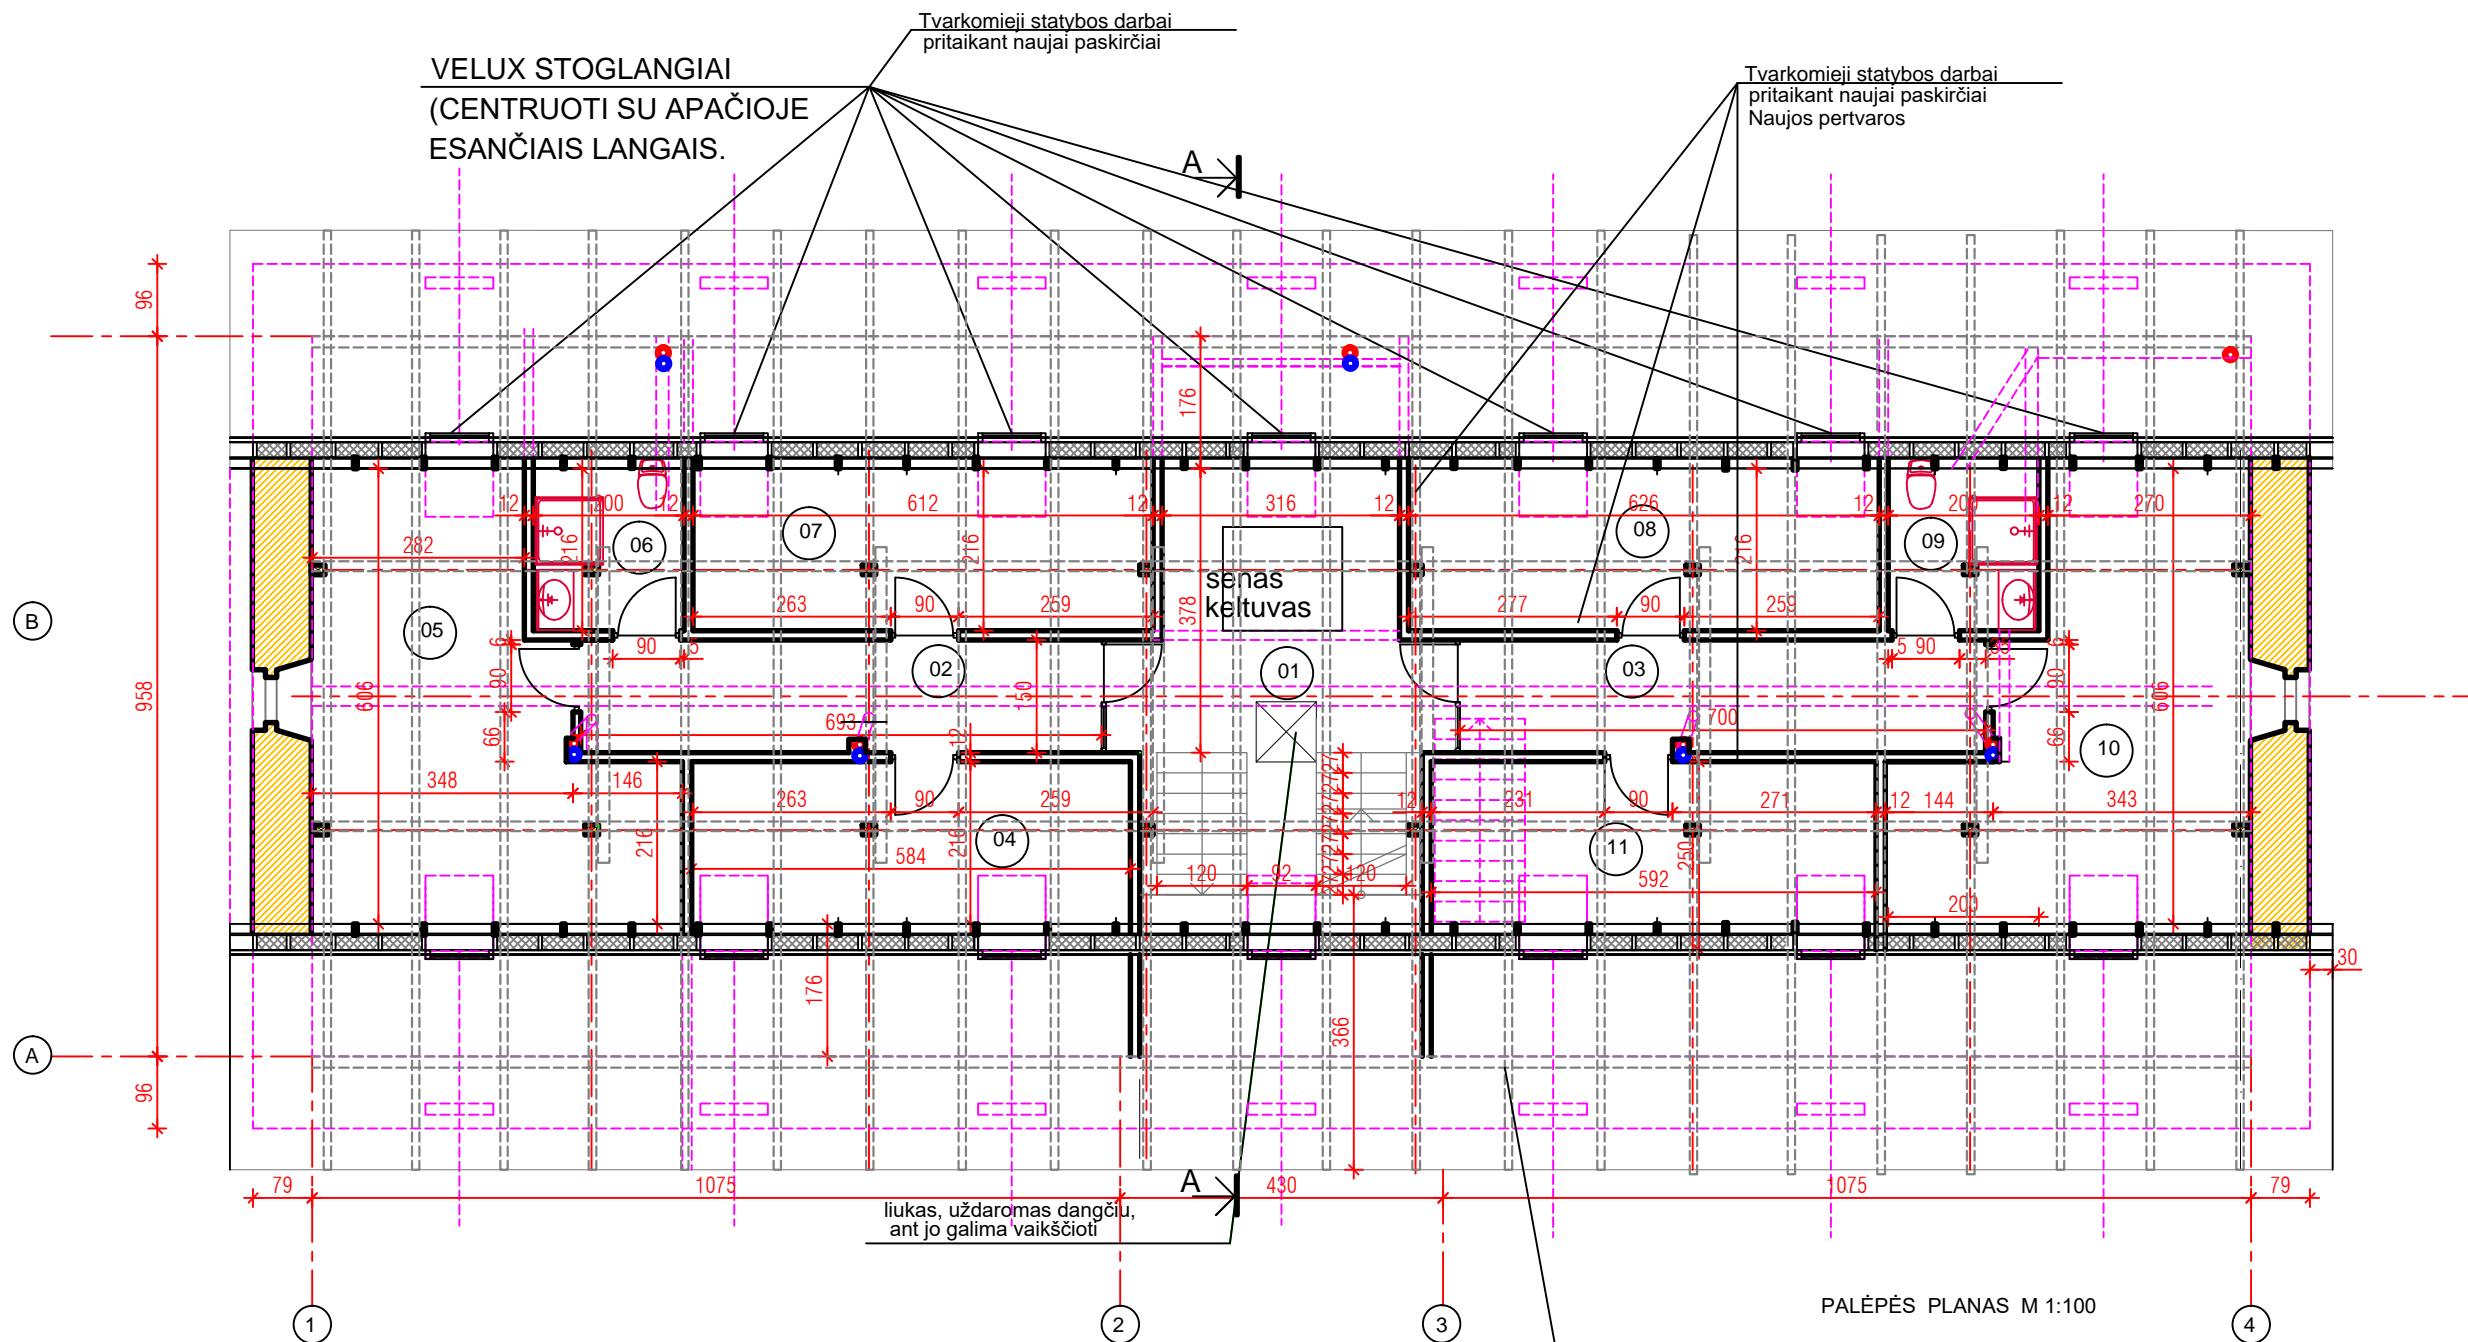 Tvarkomieji statybos darbai
pritaikant naujai paskirčiai
VELUX STOGLANGIAI
(CENTRUOTI SU APAČIOJE
ESANČIAIS LANGAIS.
Tvarkomieji statybos darbai
pritaikant naujai paskirčiai
Naujos pertvaros
A
96
176
12 200 12 612 12 316 12 626 12 200 12 270
07 08
06 09
282 216 216 216
senas
keltuvas
263 90 259 277 90 259
B
05
378
6 90 5 5 90 35 6
02 01 03
90 150 90
958 606 606
693 700
66 12 66
10
27
348 146 263 90 259 12 231 90 271 12 144 343
27
216 216 04 11 250
584
120 92 120
592
200
176 30
366
A
96
79 1075 A 430 1075 79
liukas, uždaromas dangčiu,
ant jo galima vaikščioti
PALĖPĖS PLANAS M 1:100
1 2 3 4